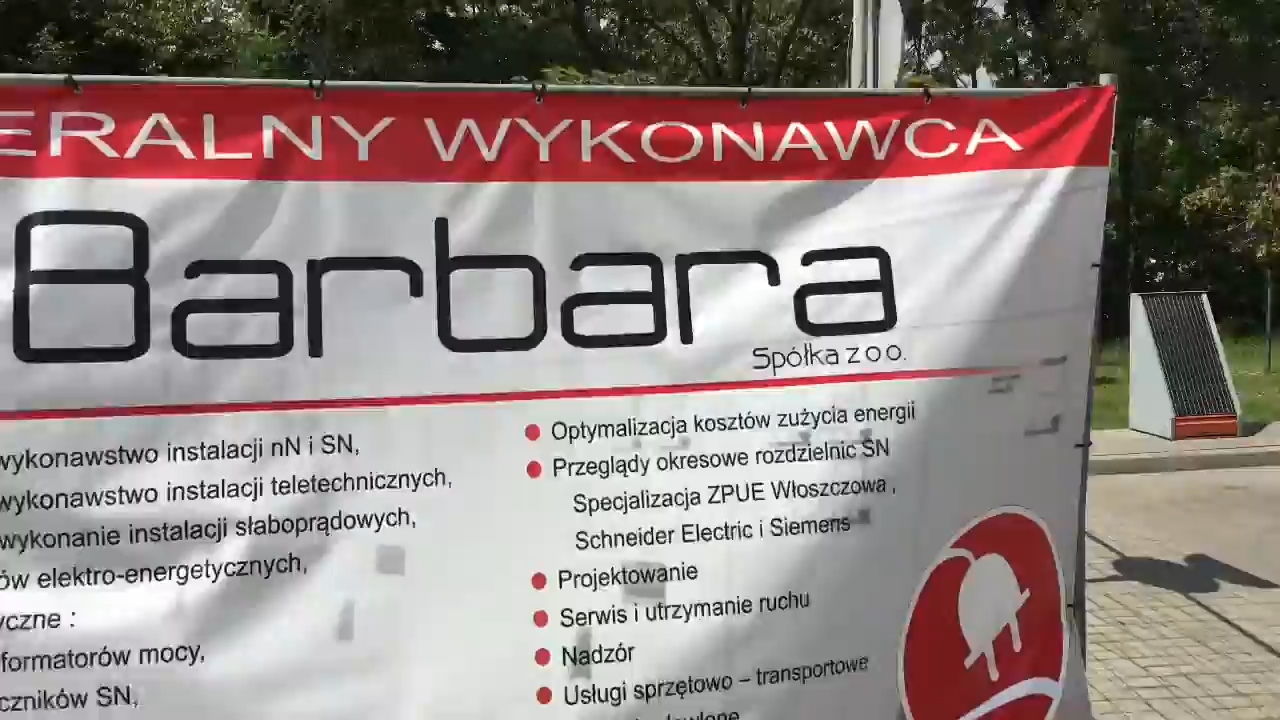 ERALNY WYKONAWCA
Barbara
Spółka z o o.
wykonawstwo instalacji nN i SN,
wykonawstwo instalacji teletechnicznych,
wykonanie instalacji słaboprądowych,
ów elektro-energetycznych,
yczne :
formatorów mocy,
czników SN,
Optymalizacja kosztów zużycia energii
Przeglądy okresowe rozdzielnic SN
Specjalizacja ZPUE Włoszczowa ,
Schneider Electric i Siemens
Projektowanie
Serwis i utrzymanie ruchu
Nadzór
Usługi sprzętowo – transportowe